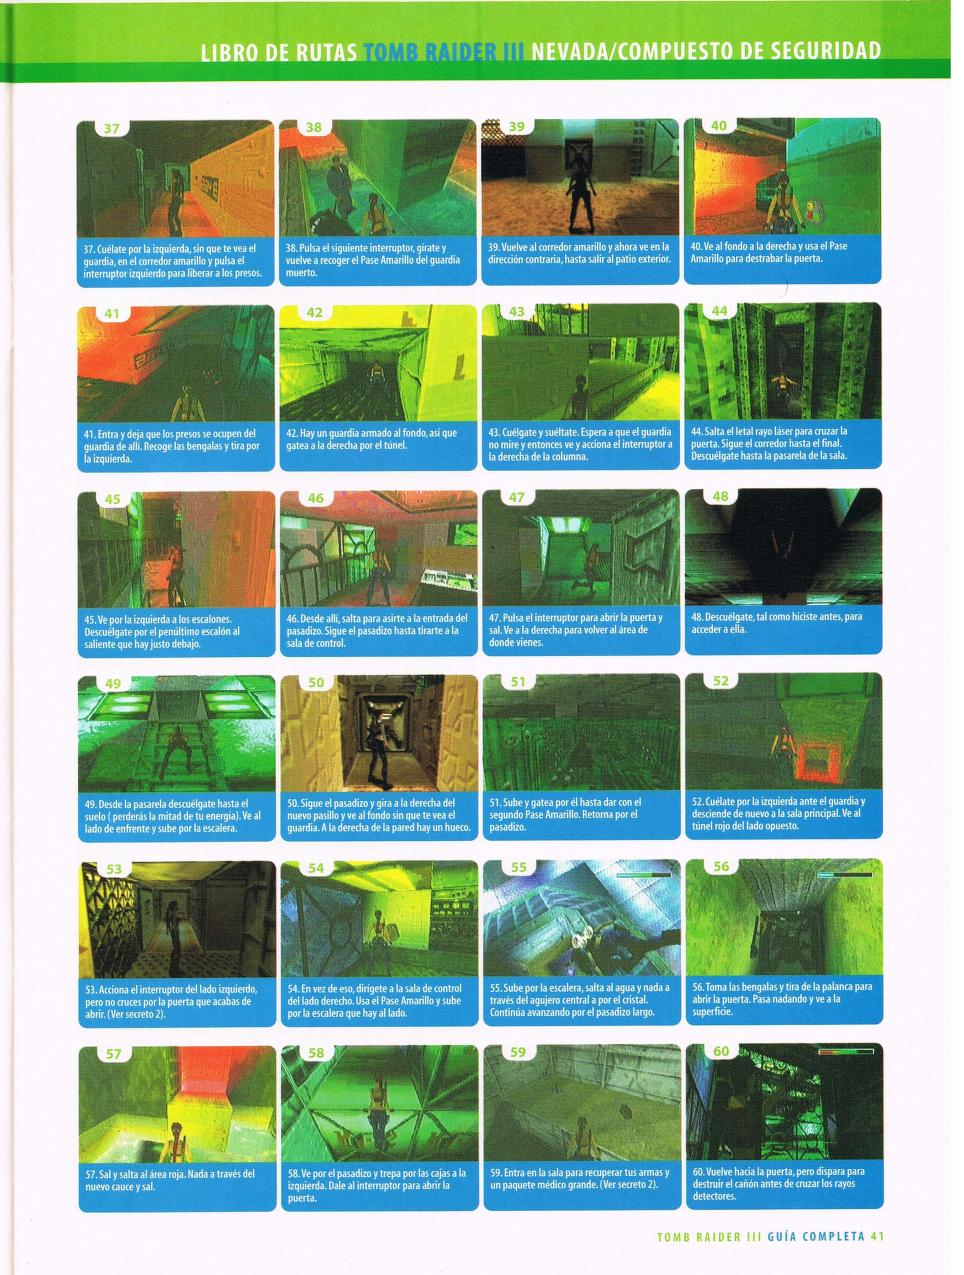 LIBRO DE RUTAS TOMB RAIDER III NEVADA/COMPUESTO DE SEGURIDAD
37
38
39
40
37. Cuélate por la izquierda, sin que te vea el
guardia, en el corredor amarillo y pulsa el
interruptor izquierdo para liberar a los presos.
38. Pulsa el siguiente interruptor, gírate y
vuelve a recoger el Pase Amarillo del guardia
muerto.
39. Vuelve al corredor amarillo y ahora ve en la
dirección contraria, hasta salir al patio exterior.
40. Ve al fondo a la derecha y usa el Pase
Amarillo para destrabar la puerta.
41
42
43
44
41. Entra y deja que los presos se ocupen del
guardia de allí. Recoge las bengalas y tira por
la izquierda.
42. Hay un guardia armado al fondo, así que
gatea a la derecha por el túnel.
43. Cuélgate y suéltate. Espera a que el guardia
no mire y entonces ve y acciona el interruptor a
la derecha de la columna.
44. Salta el letal rayo láser para cruzar la
puerta. Sigue el corredor hasta el final.
Descuélgate hasta la pasarela de la sala.
45
46
47
48
45. Ve por la izquierda a los escalones.
Descuélgate por el penúltimo escalón al
saliente que hay justo debajo.
46. Desde allí, salta para asirte a la entrada del
pasadizo. Sigue el pasadizo hasta tirarte a la
sala de control.
47. Pulsa el interruptor para abrir la puerta y
sal. Ve a la derecha para volver al área de
donde vienes.
48. Descuélgate, tal como hiciste antes, para
acceder a ella.
49
50
51
52
49. Desde la pasarela descuélgate hasta el
suelo ( perderás la mitad de tu energía). Ve al
lado de enfrente y sube por la escalera.
50. Sigue el pasadizo y gira a la derecha del
nuevo pasillo y ve al fondo sin que te vea el
guardia. A la derecha de la pared hay un hueco.
51. Sube y gatea por él hasta dar con el
segundo Pase Amarillo. Retorna por el
pasadizo.
52. Cuélate por la izquierda ante el guardia y
desciende de nuevo a la sala principal. Ve al
túnel rojo del lado opuesto.
53
54
55
56
53. Acciona el interruptor del lado izquierdo,
pero no cruces por la puerta que acabas de
abrir. (Ver secreto 2).
54. En vez de eso, dirígete a la sala de control
del lado derecho. Usa el Pase Amarillo y sube
por la escalera que hay al lado.
55. Sube por la escalera, salta al agua y nada a
través del agujero central a por el cristal.
Continúa avanzando por el pasadizo largo.
56. Toma las bengalas y tira de la palanca para
abrir la puerta. Pasa nadando y ve a la
superficie.
57
58
59
60
57. Sal y salta al área roja. Nada a través del
nuevo cauce y sal.
58. Ve por el pasadizo y trepa por las cajas a la
izquierda. Dale al interruptor para abrir la
puerta.
59. Entra en la sala para recuperar tus armas y
un paquete médico grande. (Ver secreto 2).
60. Vuelve hacia la puerta, pero dispara para
destruir el cañón antes de cruzar los rayos
detectores.
TOMB RAIDER III GUÍA COMPLETA 41